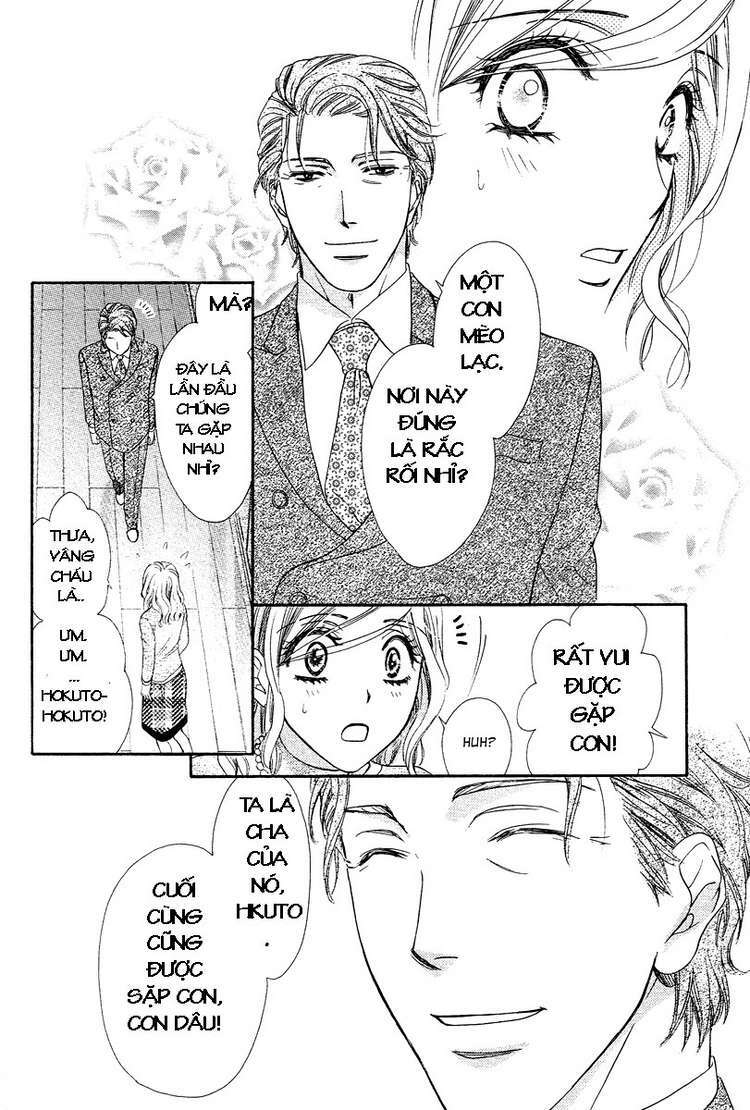 MỘT
CON
MÈO
LẠC.
NƠI NÀY
ĐÚNG
LÀ RẮC
RỐI NHỈ?
MÀ?
ĐÂY LÀ
LẦN ĐẦU
CHÚNG
TA GẶP
NHAU
NHỈ?
THƯA,
VÂNG
CHÁU
LÀ..
ƯM.
ƯM.
...
HOKUTO-
HOKUTO!
RẤT VUI
ĐƯỢC
GẶP
CON!
HUH?
TA LÀ
CHA
CỦA
NÓ,
HKUTO
.
CUỐI
CÙNG
CŨNG
ĐƯỢC
GẶP CON,
CON DÂU!